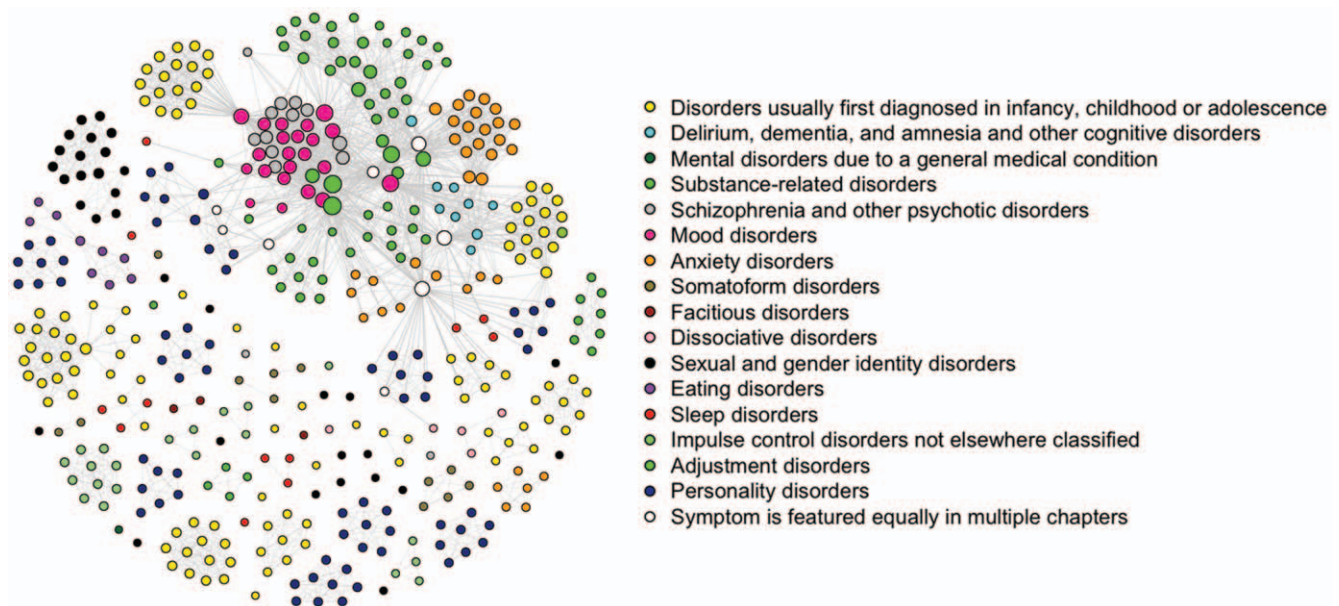 Disorders usually first diagnosed in infancy, childhood or adolescence
Delirium, dementia, and amnesia and other cognitive disorders
Mental disorders due to a general medical condition
Substance-related disorders
Schizophrenia and other psychotic disorders
Mood disorders
Anxiety disorders
Somatoform disorders
Facitious disorders
Dissociative disorders
Sexual and gender identity disorders
Eating disorders
Sleep disorders
Impulse control disorders not elsewhere classified
Adjustment disorders
Personality disorders
Symptom is featured equally in multiple chapters